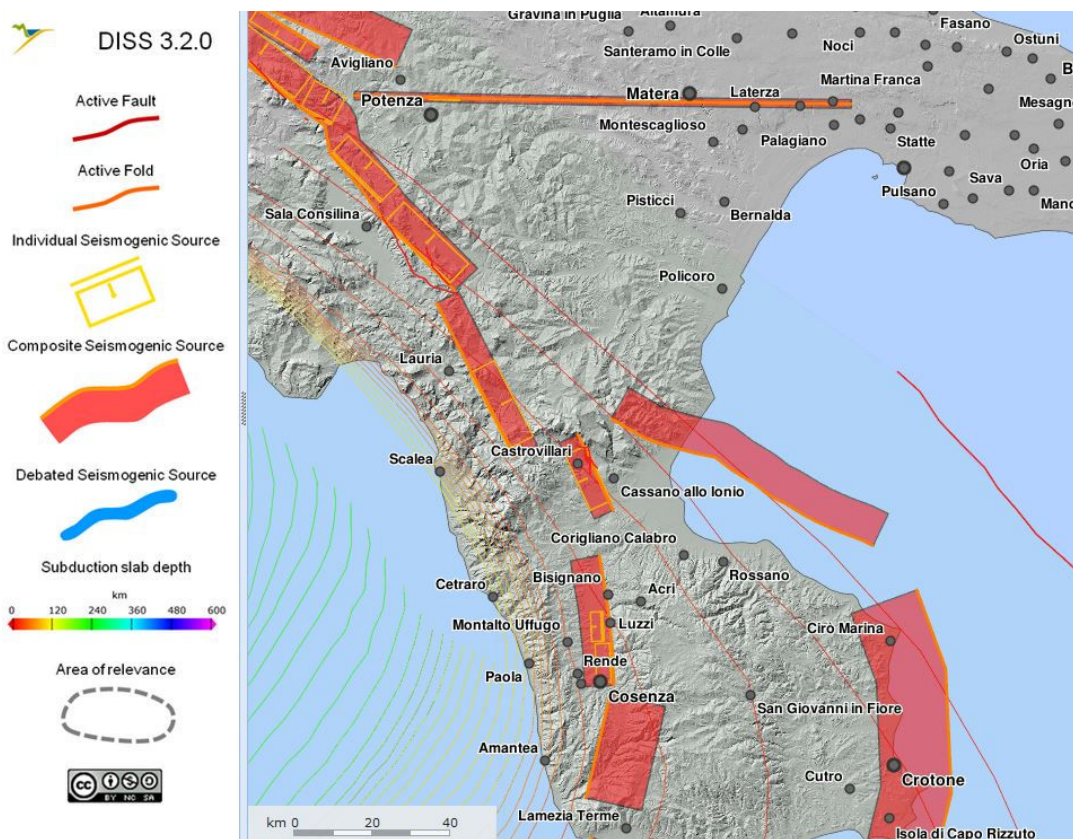 DISS 3.2.0
Active Fault
Active Fold
Individual Seismogenic Source
Composite Seismogenic Source
Debated Seismogenic Source
Subduction slab depth
km
0 120 240 360 480 600
Area of relevance
CC BY NC SA
Gravina in Puglia
Altamura
Fasano
Santeramo in Colle
Noci
Ostuni
Avigliano
Martina Franca
B
Potenza
Matera
Laterza
Mesagne
Montescaglioso
Palagiano
Statte
Oria
Sava
Pulsano
Mand
Sala Consilina
Pisticci
Bernalda
Policoro
Lauria
Castrovillari
Scalea
Cassano allo Ionio
Corigliano Calabro
Bisignano
Rossano
Cetraro
Acri
Montalto Uffugo
Luzzi
Cirò Marina
Rende
Paola
Cosenza
San Giovanni in Fiore
Amantea
Cutro
Crotone
Lamezia Terme
Isola di Capo Rizzuto
km 0 20 40